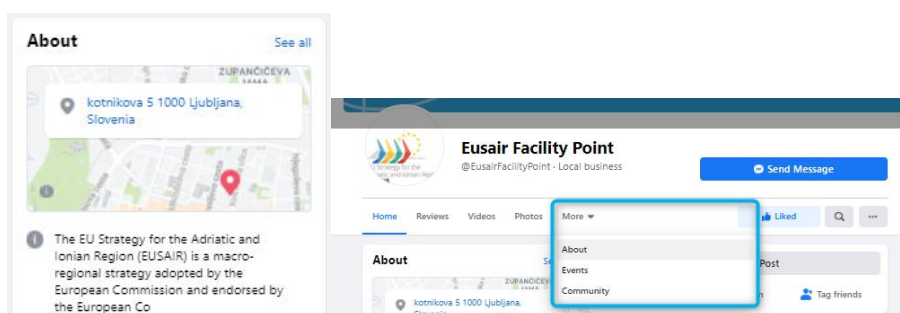 About
See all
ZUPANČIČEVA
JAMA
kotnikova 5 1000 Ljubljana,
Slovenia
The EU Strategy for the Adriatic and
Ionian Region (EUSAIR) is a macro-
regional strategy adopted by the
European Commission and endorsed by
the European Co
Eusair Facility Point
@EusairFacilityPoint · Local business
Send Message
Home
Reviews
Videos
Photos
More
Liked
About
Events
Community
About
kotnikova 5 1000 Ljubljana,
Slovenia
Post
Tag friends